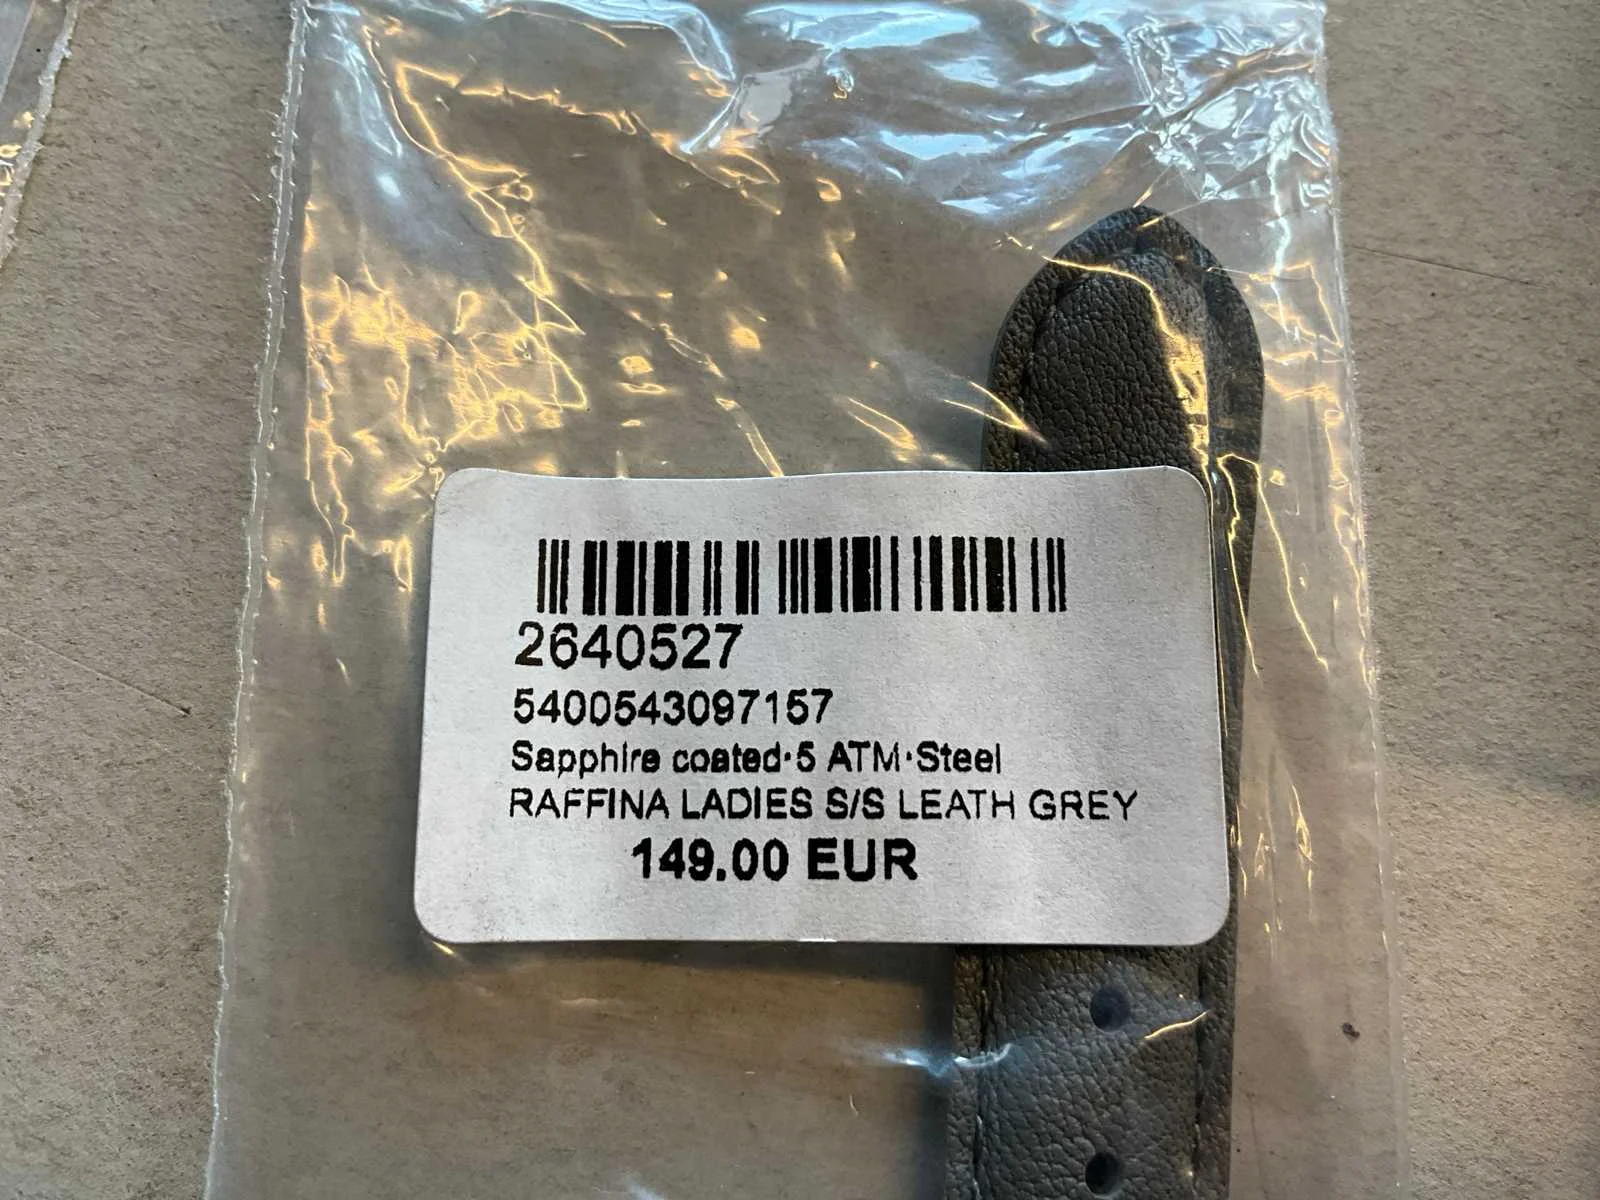 2640527
5400543097157
Sapphire coated·5 ATM·Steel
RAFFINA LADIES S/S LEATH GREY
149.00 EUR